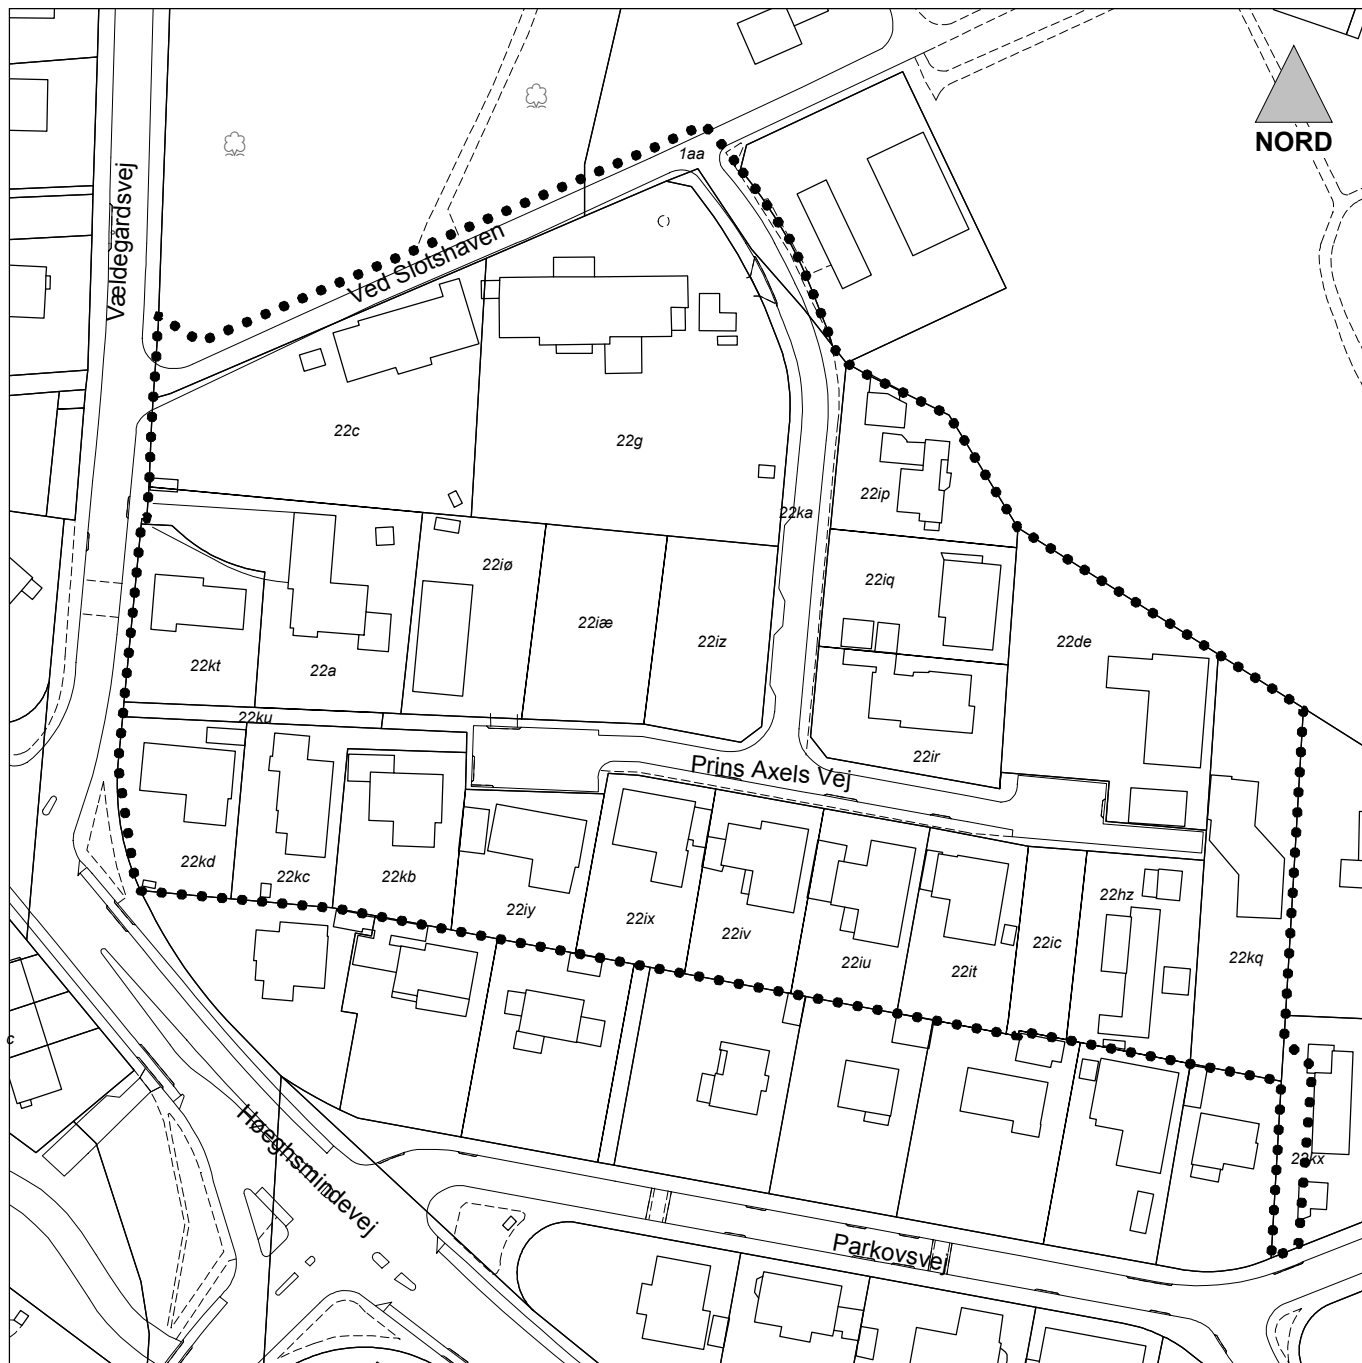 NORD
1aa
Vældegårdsvej
Ved Slotshaven
22c
22g
22ip
22ka
22iø
22iq
22iæ
22iz
22de
22kt
22a
22ku
22ir
Prins Axels Vej
22kd
22kc
22kb
22hz
22iy
22ix
22iv
22ic
22kq
22iu
22it
c
Høeghsmindevej
22kx
Parkovsvej